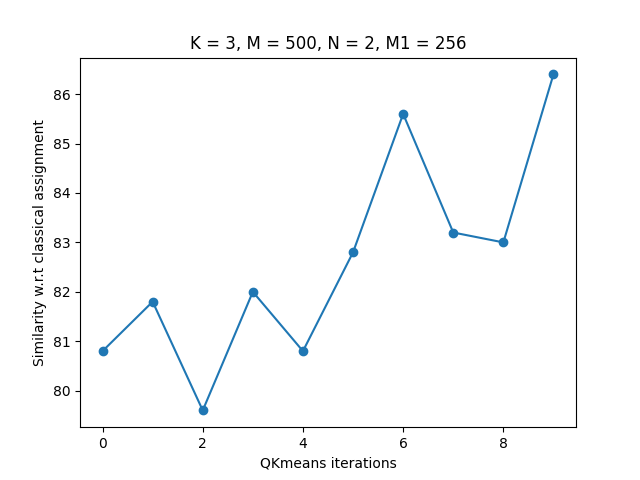 K = 3, M = 500, N = 2, M1 = 256
Similarity w.r.t classical assignment
86
85
84
83
82
81
80
0 2 4 6 8
QKmeans iterations